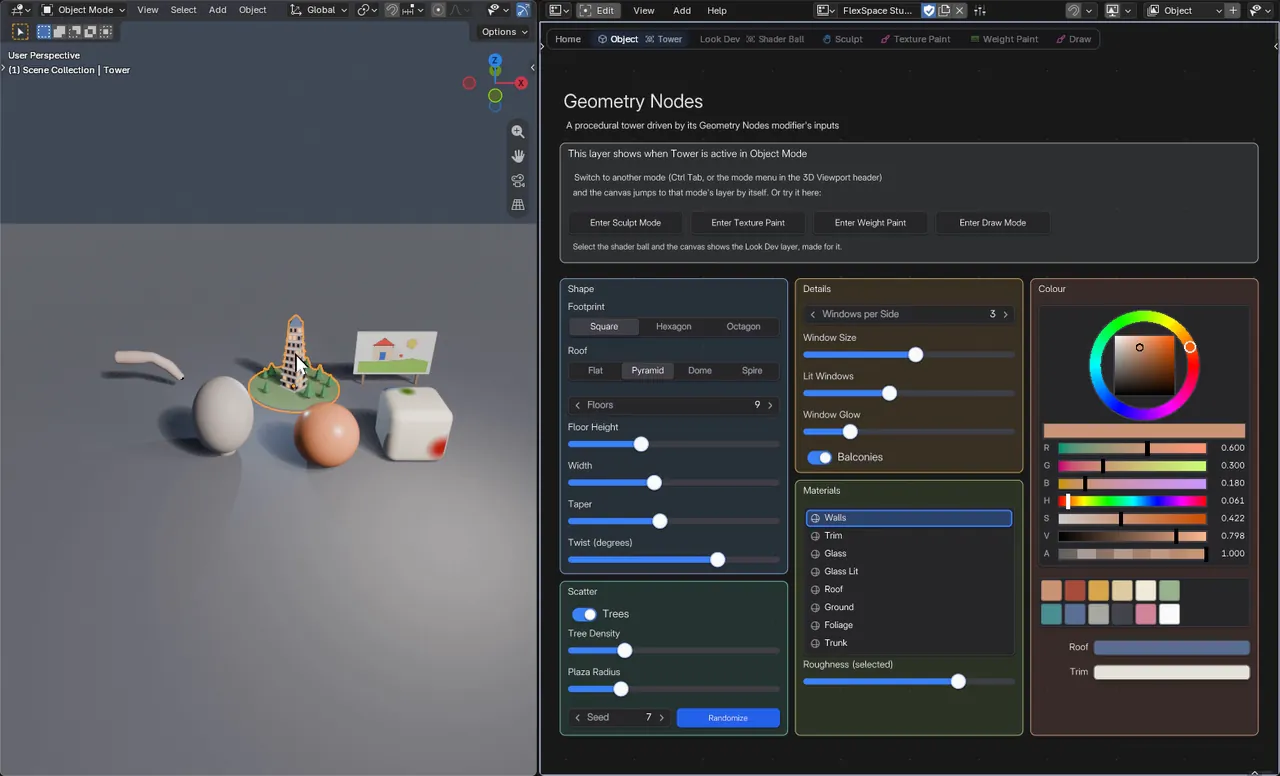 Object Mode View Select Add Object Global
Options
User Perspective
(1) Scene Collection | Tower
Z
X
Edit View Add Help FlexSpace Stu... Object
Home Object Tower Look Dev Shader Ball Sculpt Texture Paint Weight Paint Draw
Geometry Nodes
A procedural tower driven by its Geometry Nodes modifier's inputs
This layer shows when Tower is active in Object Mode
Switch to another mode (Ctrl Tab, or the mode menu in the 3D Viewport header)
and the canvas jumps to that mode's layer by itself. Or try it here:
Enter Sculpt Mode Enter Texture Paint Enter Weight Paint Enter Draw Mode
Select the shader ball and the canvas shows the Look Dev layer, made for it.
Shape
Footprint
Square Hexagon Octagon
Roof
Flat Pyramid Dome Spire
Floors 9
Floor Height
Width
Taper
Twist (degrees)
Scatter
Trees
Tree Density
Plaza Radius
Seed 7 Randomize
Details
Windows per Side 3
Window Size
Lit Windows
Window Glow
Balconies
Materials
Walls
Trim
Glass
Glass Lit
Roof
Ground
Foliage
Trunk
Roughness (selected)
Colour
R 0.600
G 0.300
B 0.180
H 0.061
S 0.422
V 0.798
A 1.000
Roof
Trim